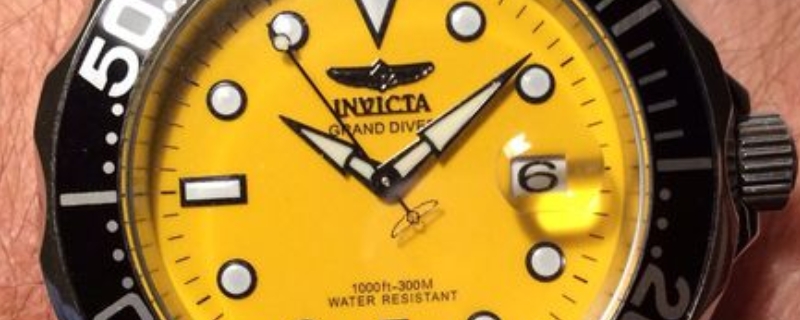 50
INVICTA
GRAND DIVER
6
1000ft-300M
WATER RESISTANT
20